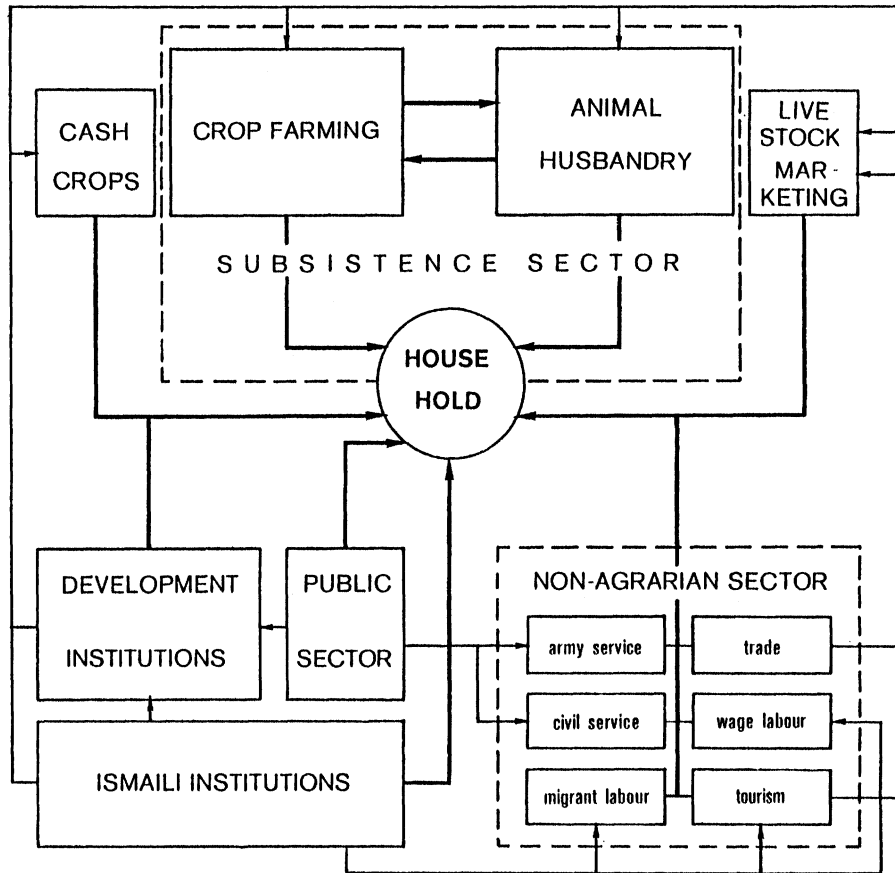 CASH
CROPS
CROP FARMING
ANIMAL
HUSBANDRY
LIVE
STOCK
MAR-
KETING
SUBSISTENCE SECTOR
HOUSE
HOLD
DEVELOPMENT
INSTITUTIONS
PUBLIC
SECTOR
ISMAILI INSTITUTIONS
NON-AGRARIAN SECTOR
army service
trade
civil service
wage labour
migrant labour
tourism